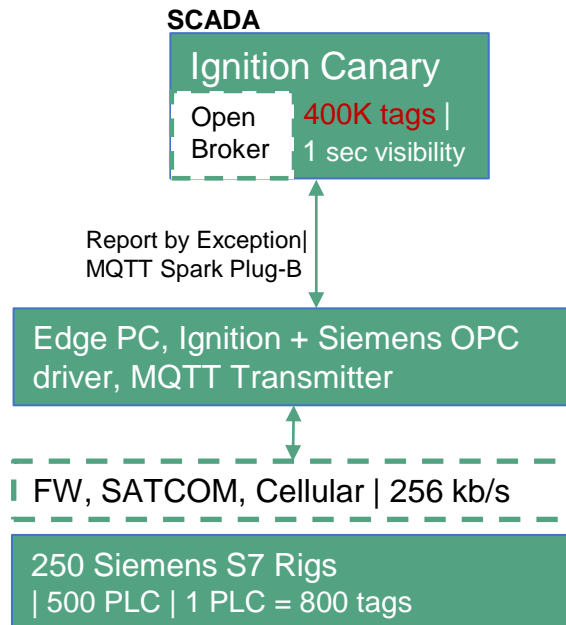 SCADA
Ignition Canary
Open
Broker
400K tags |
1 sec visibility
Report by Exception|
MQTT Spark Plug-B
Edge PC, Ignition + Siemens OPC
driver, MQTT Transmitter
FW, SATCOM, Cellular | 256 kb/s
250 Siemens S7 Rigs
| 500 PLC | 1 PLC = 800 tags